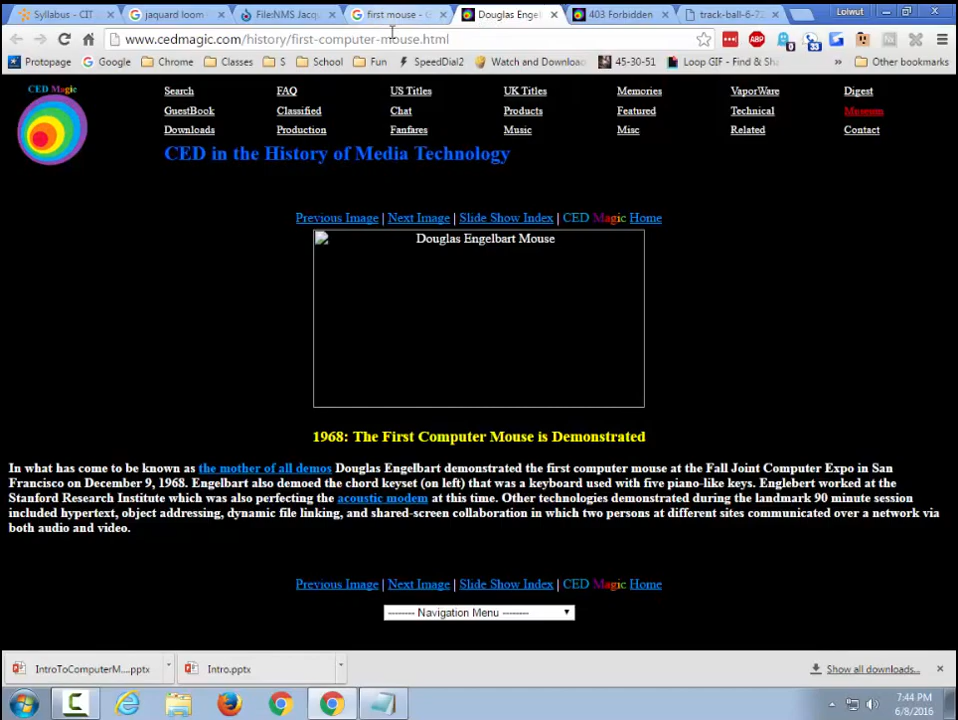 Syllabus - CIT
jaquard loom
File:NMS Jacq
first mouse - G
Douglas Engel
403 Forbidden
track-ball-6-72
Lolwut
www.cedmagic.com/history/first-computer-mouse.html
Protopage
Google
Chrome
Classes
S
School
Fun
SpeedDial2
Watch and Downloa
45-30-51
Loop GIF - Find & Sha
»
Other bookmarks
0
33
ABP
CED Magic
Search FAQ US Titles UK Titles Memories VaporWare Digest
GuestBook Classified Chat Products Featured Technical Museum
Downloads Production Fanfares Music Misc Related Contact
CED in the History of Media Technology
Previous Image | Next Image | Slide Show Index | CED Magic Home
Douglas Engelbart Mouse
1968: The First Computer Mouse is Demonstrated
In what has come to be known as the mother of all demos Douglas Engelbart demonstrated the first computer mouse at the Fall Joint Computer Expo in San
Francisco on December 9, 1968. Engelbart also demoed the chord keyset (on left) that was a keyboard used with five piano-like keys. Englebert worked at the
Stanford Research Institute which was also perfecting the acoustic modem at this time. Other technologies demonstrated during the landmark 90 minute session
included hypertext, object addressing, dynamic file linking, and shared-screen collaboration in which two persons at different sites communicated over a network via
both audio and video.
Previous Image | Next Image | Slide Show Index | CED Magic Home
-------- Navigation Menu --------
IntroToComputerM....pptx
Intro.pptx
Show all downloads...
7:44 PM
6/8/2016